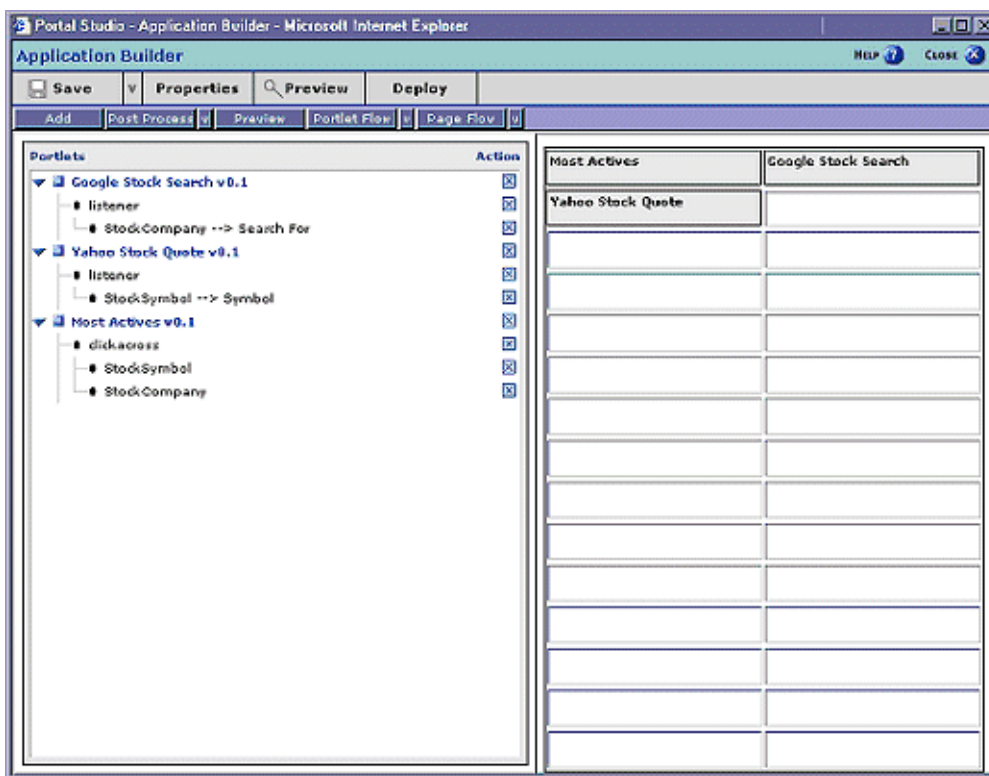 Portal Studio - Application Builder - Microsoft Internet Explorer
Application Builder HELP ? CLOSE X
Save v Properties Preview Deploy
Add Post Process v Preview Portlet Flow v Page Flow v
Portlets Action
Google Stock Search v0.1
listener
StockCompany --> Search For
Yahoo Stock Quote v0.1
listener
StockSymbol --> Symbol
Most Actives v0.1
clickacross
StockSymbol
StockCompany
Most Actives Google Stock Search
Yahoo Stock Quote